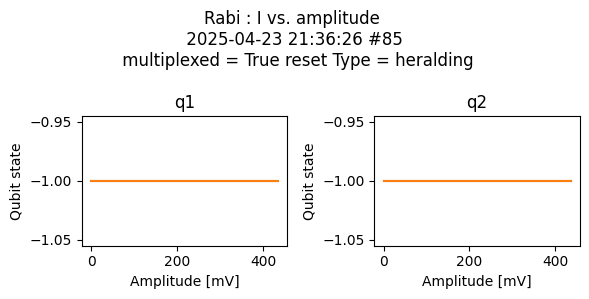 Rabi : I vs. amplitude
2025-04-23 21:36:26 #85
multiplexed = True reset Type = heralding
q1
q2
Qubit state
−0.95
−1.00
−1.05
0
200
400
Amplitude [mV]
Qubit state
−0.95
−1.00
−1.05
0
200
400
Amplitude [mV]